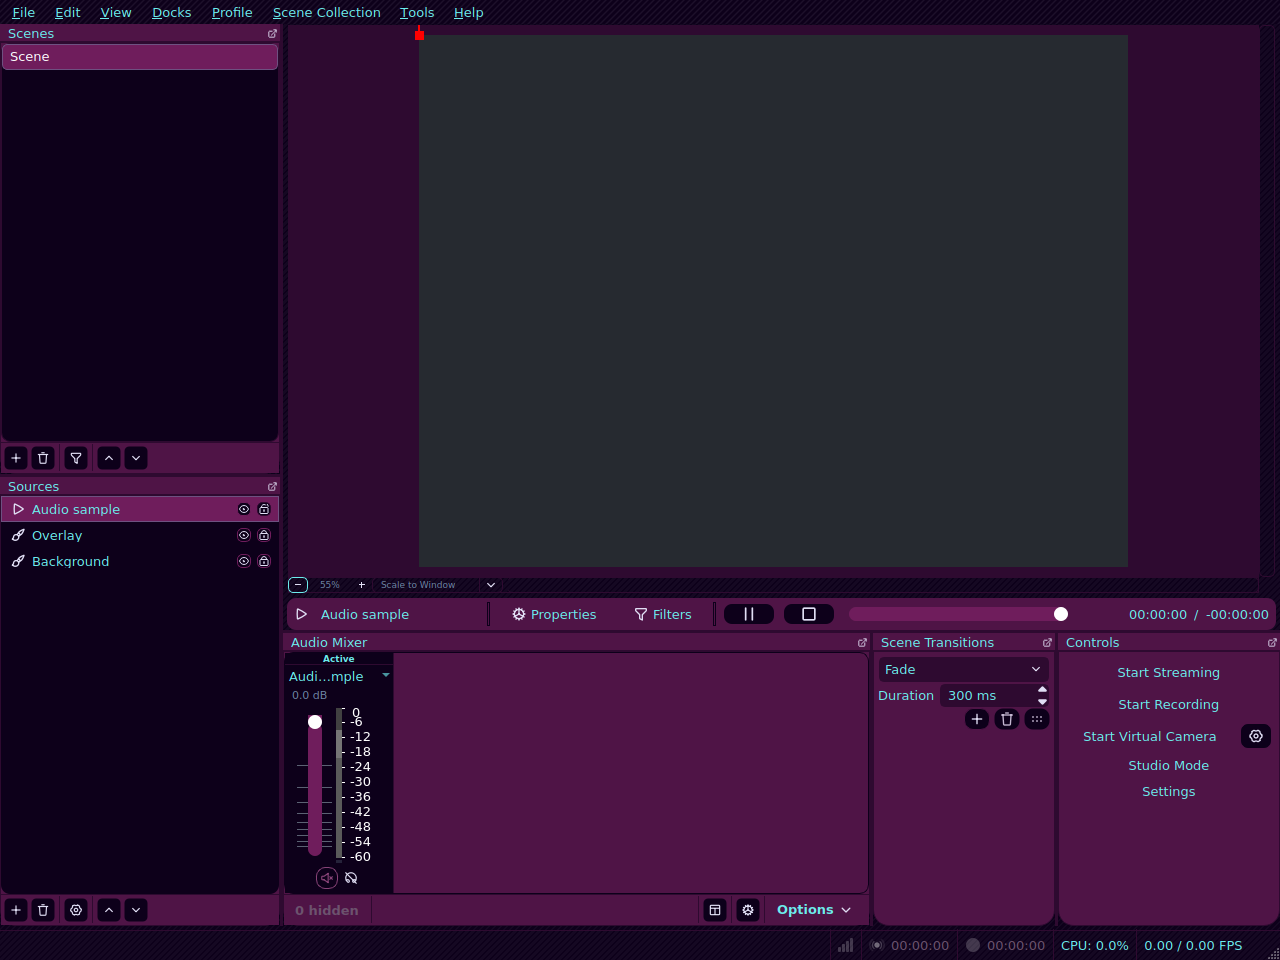 File Edit View Docks Profile Scene Collection Tools Help
Scenes
Scene
Sources
Audio sample
Overlay
Background
55% Scale to Window
Audio sample Properties Filters 00:00:00 / -00:00:00
Audio Mixer
Active
Audi...mple
0.0 dB
0
-6
-12
-18
-24
-30
-36
-42
-48
-54
-60
0 hidden Options
Scene Transitions
Fade
Duration 300 ms
Controls
Start Streaming
Start Recording
Start Virtual Camera
Studio Mode
Settings
00:00:00 00:00:00 CPU: 0.0% 0.00 / 0.00 FPS